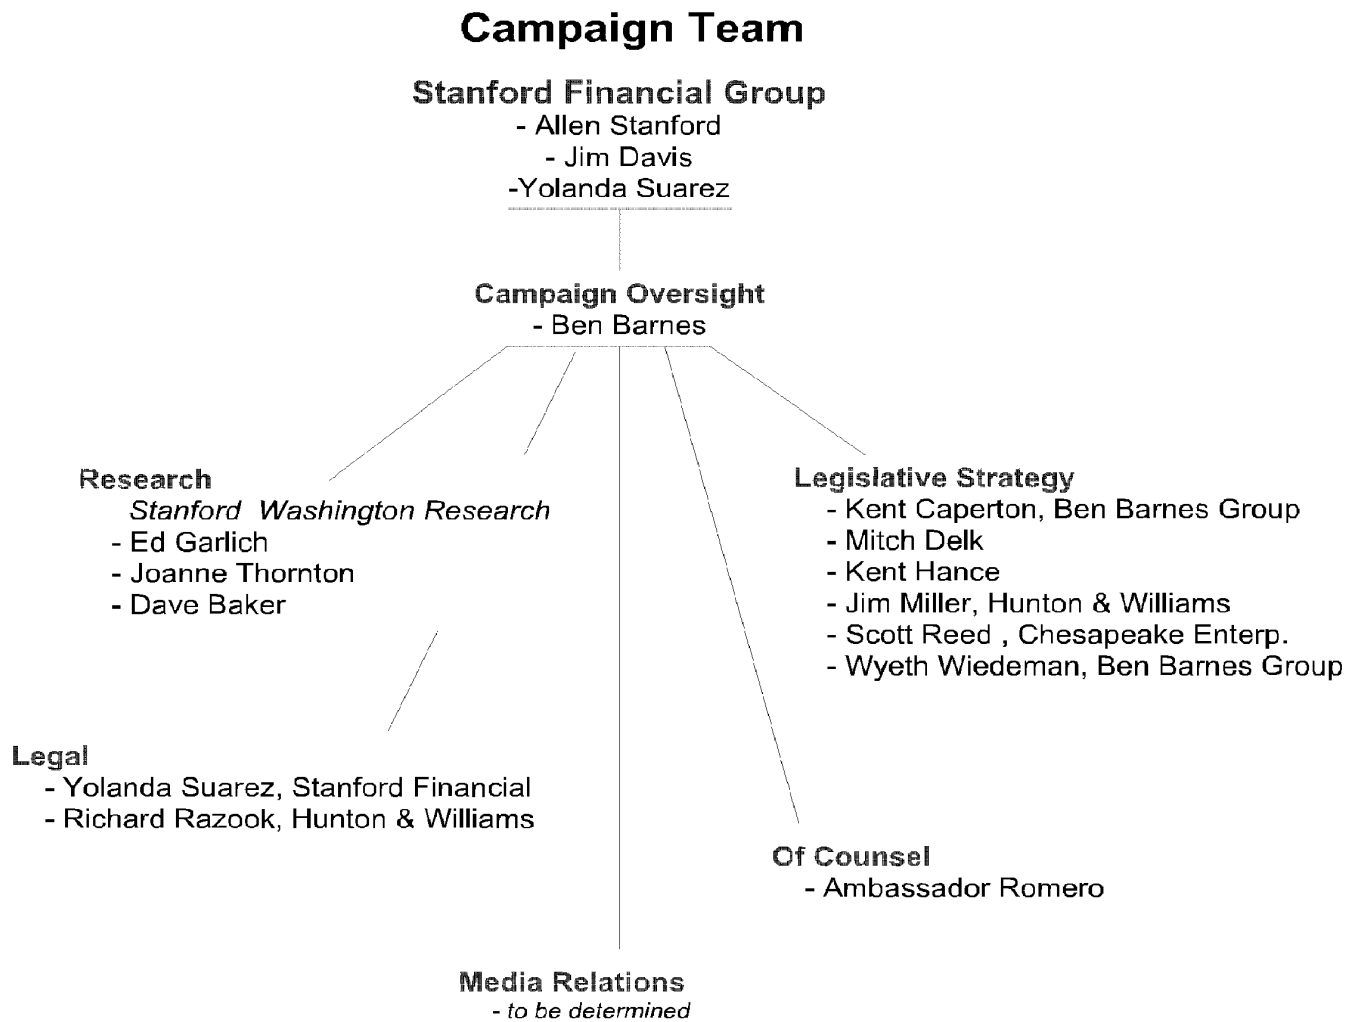 Campaign Team
Stanford Financial Group
- Allen Stanford
- Jim Davis
-Yolanda Suarez
Campaign Oversight
- Ben Barnes
Research
Stanford Washington Research
- Ed Garlich
- Joanne Thornton
- Dave Baker
Legislative Strategy
- Kent Caperton, Ben Barnes Group
- Mitch Delk
- Kent Hance
- Jim Miller, Hunton & Williams
- Scott Reed , Chesapeake Enterp.
- Wyeth Wiedeman, Ben Barnes Group
Legal
- Yolanda Suarez, Stanford Financial
- Richard Razook, Hunton & Williams
Of Counsel
- Ambassador Romero
Media Relations
- to be determined